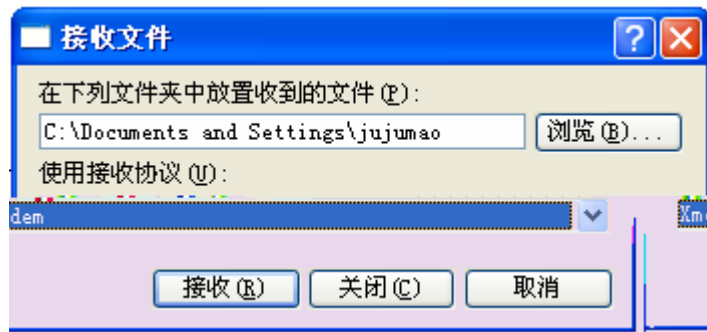 接收文件
在下列文件夹中放置收到的文件(F):
C:\Documents and Settings\jujumao
浏览(B)...
使用接收协议(U):
dem
Xm
接收(R)
关闭(C)
取消